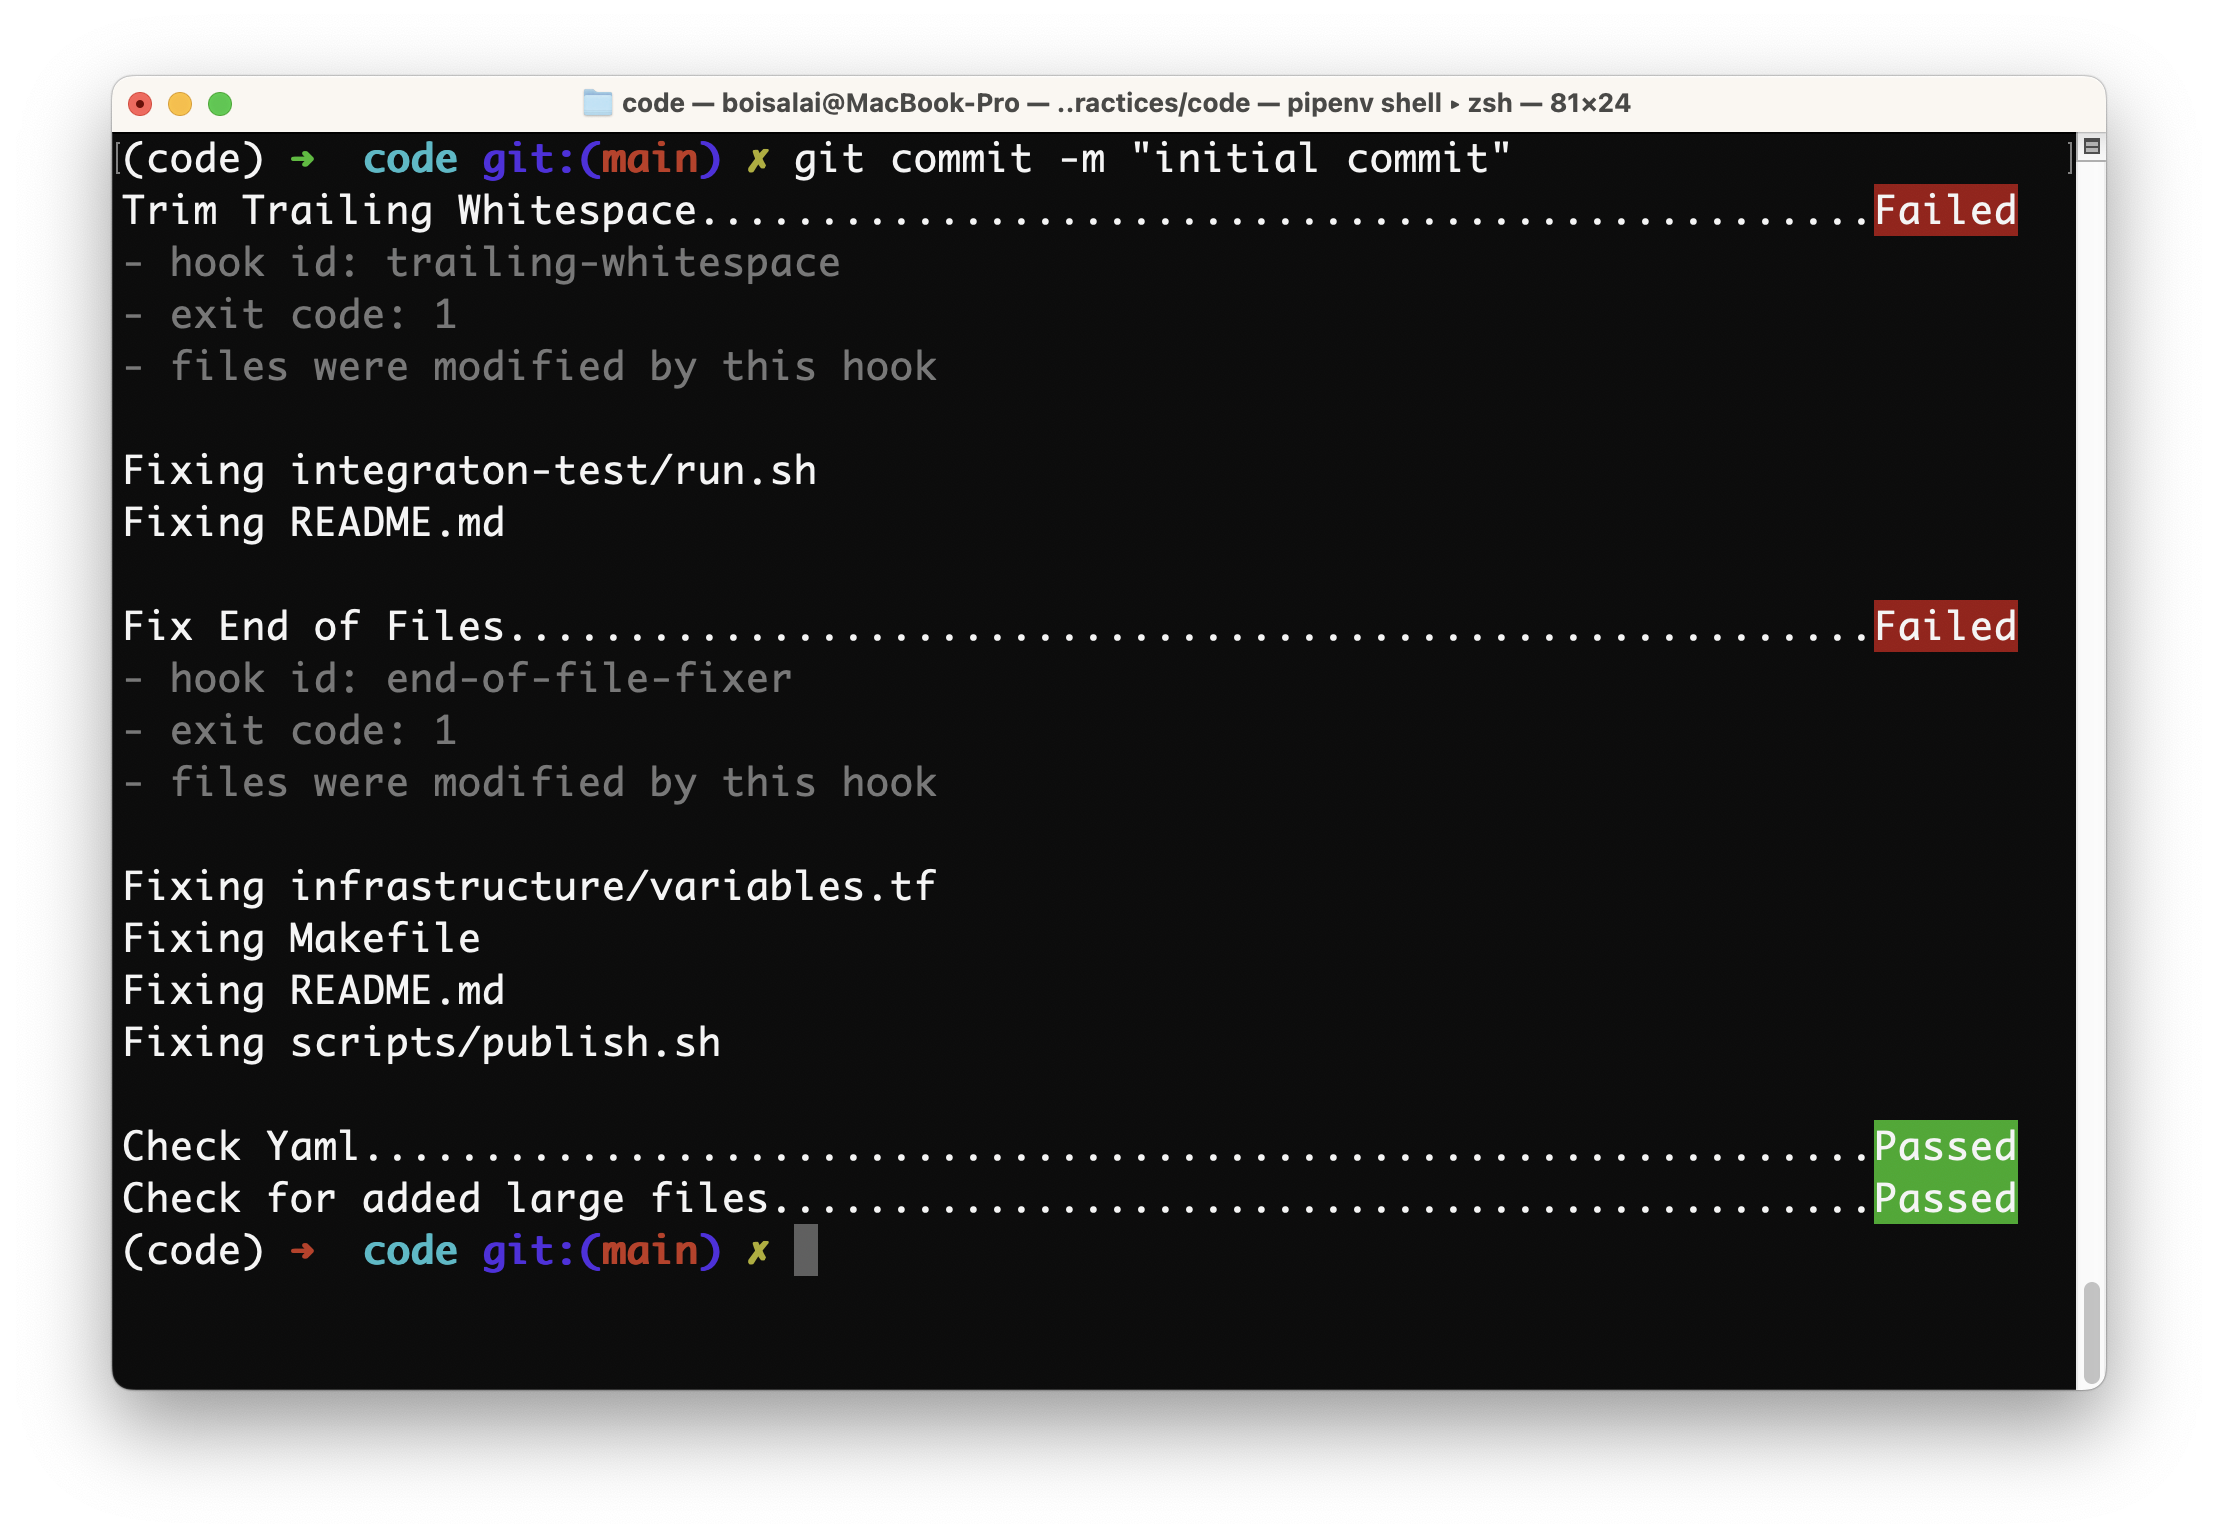 code — boisalai@MacBook-Pro — ..ractices/code — pipenv shell ▸ zsh — 81×24
(code) ➜  code git:(main) ✗ git commit -m "initial commit"
Trim Trailing Whitespace.................................................Failed
- hook id: trailing-whitespace
- exit code: 1
- files were modified by this hook
Fixing integraton-test/run.sh
Fixing README.md
Fix End of Files.........................................................Failed
- hook id: end-of-file-fixer
- exit code: 1
- files were modified by this hook
Fixing infrastructure/variables.tf
Fixing Makefile
Fixing README.md
Fixing scripts/publish.sh
Check Yaml...............................................................Passed
Check for added large files..............................................Passed
(code) ➜  code git:(main) ✗